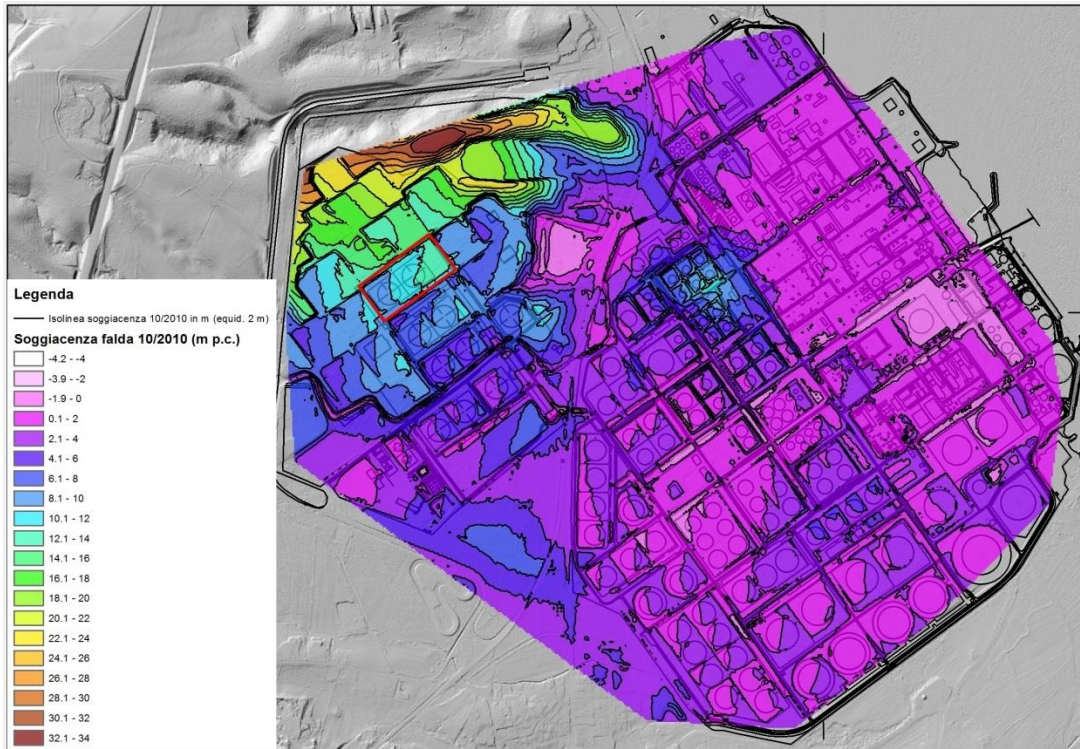 Legenda
Isolinea soggiacenza 10/2010 in m (equid. 2 m)
Soggiacenza falda 10/2010 (m p.c.)
-4.2 - -4
-3.9 - -2
-1.9 - 0
0.1 - 2
2.1 - 4
4.1 - 6
6.1 - 8
8.1 - 10
10.1 - 12
12.1 - 14
14.1 - 16
16.1 - 18
18.1 - 20
20.1 - 22
22.1 - 24
24.1 - 26
26.1 - 28
28.1 - 30
30.1 - 32
32.1 - 34